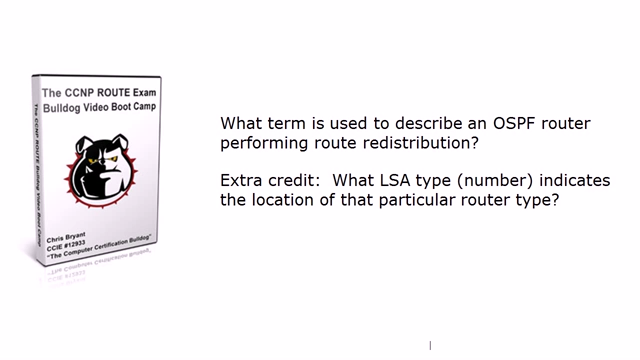 The CCNP ROUTE Exam
Bulldog Video Boot Camp
The CCNP ROUTE Bulldog Video Boot Camp
Chris Bryant
CCIE #12933
"The Computer Certification Bulldog"
What term is used to describe an OSPF router
performing route redistribution?
Extra credit:  What LSA type (number) indicates
the location of that particular router type?